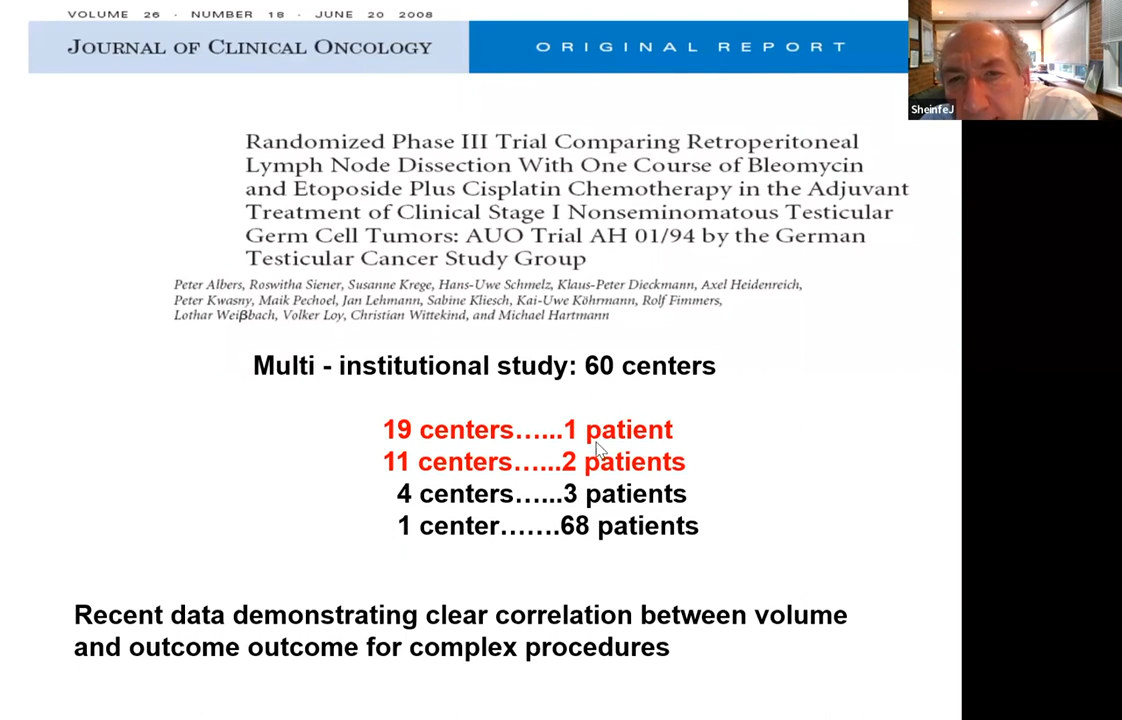 VOLUME 26 · NUMBER 18 · JUNE 20 2008
JOURNAL OF CLINICAL ONCOLOGY
ORIGINAL REPORT
SheinfeJ
Randomized Phase III Trial Comparing Retroperitoneal
Lymph Node Dissection With One Course of Bleomycin
and Etoposide Plus Cisplatin Chemotherapy in the Adjuvant
Treatment of Clinical Stage I Nonseminomatous Testicular
Germ Cell Tumors: AUO Trial AH 01/94 by the German
Testicular Cancer Study Group
Peter Albers, Roswitha Siener, Susanne Krege, Hans-Uwe Schmelz, Klaus-Peter Dieckmann, Axel Heidenreich,
Peter Kwasny, Maik Pechoel, Jan Lehmann, Sabine Kliesch, Kai-Uwe Köhrmann, Rolf Fimmers,
Lothar Weißbach, Volker Loy, Christian Wittekind, and Michael Hartmann
Multi - institutional study: 60 centers
19 centers…...1 patient
11 centers…...2 patients
4 centers…...3 patients
1 center…….68 patients
Recent data demonstrating clear correlation between volume
and outcome outcome for complex procedures